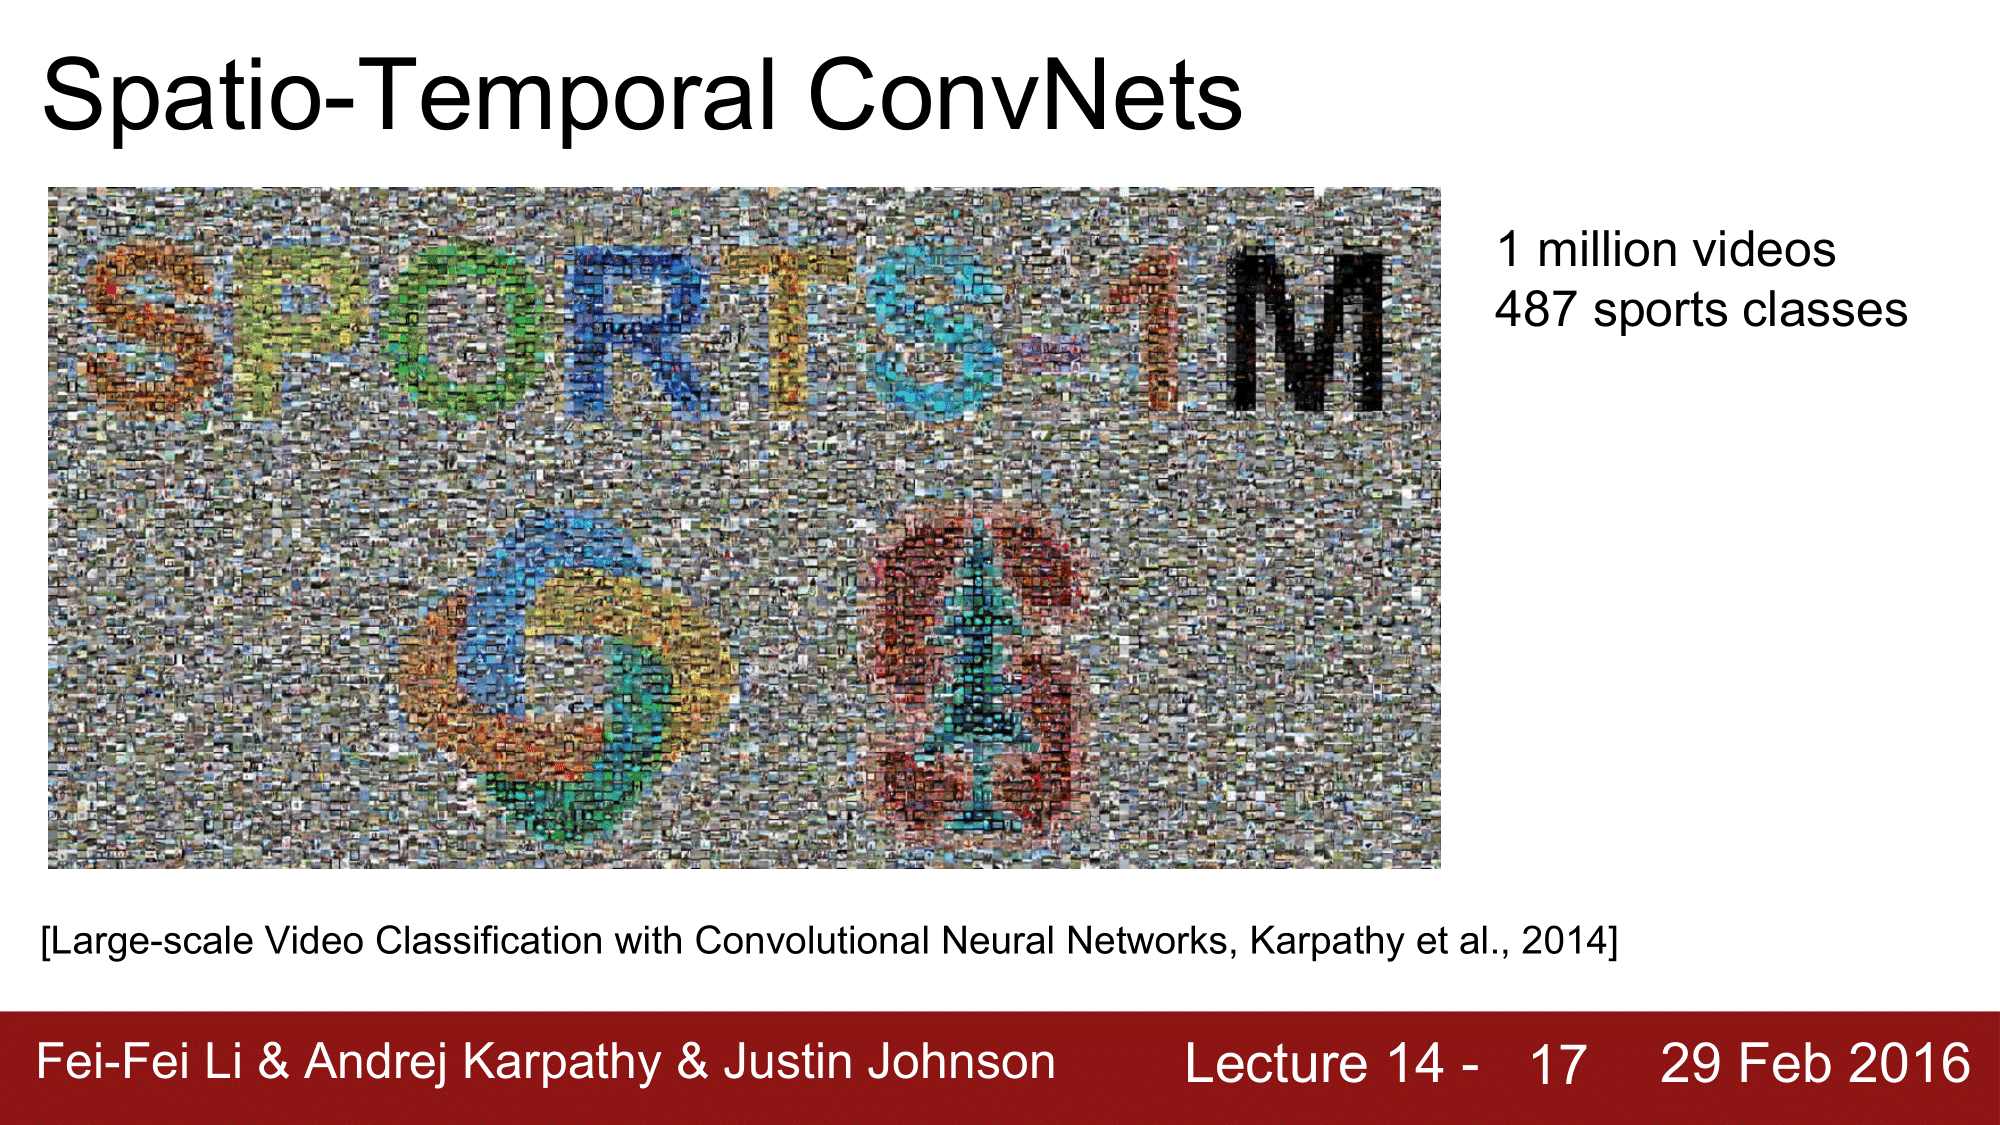 Spatio-Temporal ConvNets
SPORTS-1M
1 million videos
487 sports classes
[Large-scale Video Classification with Convolutional Neural Networks, Karpathy et al., 2014]
Fei-Fei Li & Andrej Karpathy & Justin Johnson
Lecture 14 - 17
29 Feb 2016